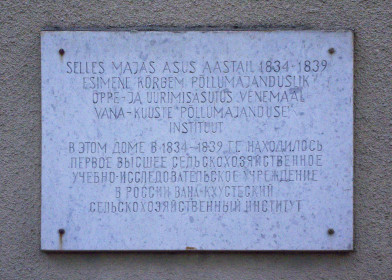 SELLES MAJAS ASUS AASTAIL 1834-1839
ESIMENE KÕRGEM PÕLLUMAJANDUSLIK
ÕPPE-JA UURIMISASUTUS VENEMAAL
VANA-KUUSTE PÕLLUMAJANDUSE
INSTITUUT
В ЭТОМ ДОМЕ В 1834-1839 ГГ НАХОДИЛОСЬ
ПЕРВОЕ ВЫСШЕЕ СЕЛЬСКОХОЗЯЙСТВЕННОЕ
УЧЕБНО-ИССЛЕДОВАТЕЛЬСКОЕ УЧРЕЖДЕНИЕ
В РОССИИ ВАНА-КУУСТЕСКИЙ
СЕЛЬСКОХОЗЯЙСТВЕННЫЙ ИНСТИТУТ